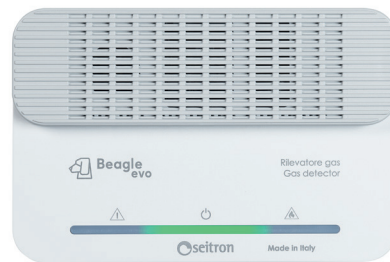 Beagle
evo
Rilevatore gas
Gas detector
seitron
Made in Italy